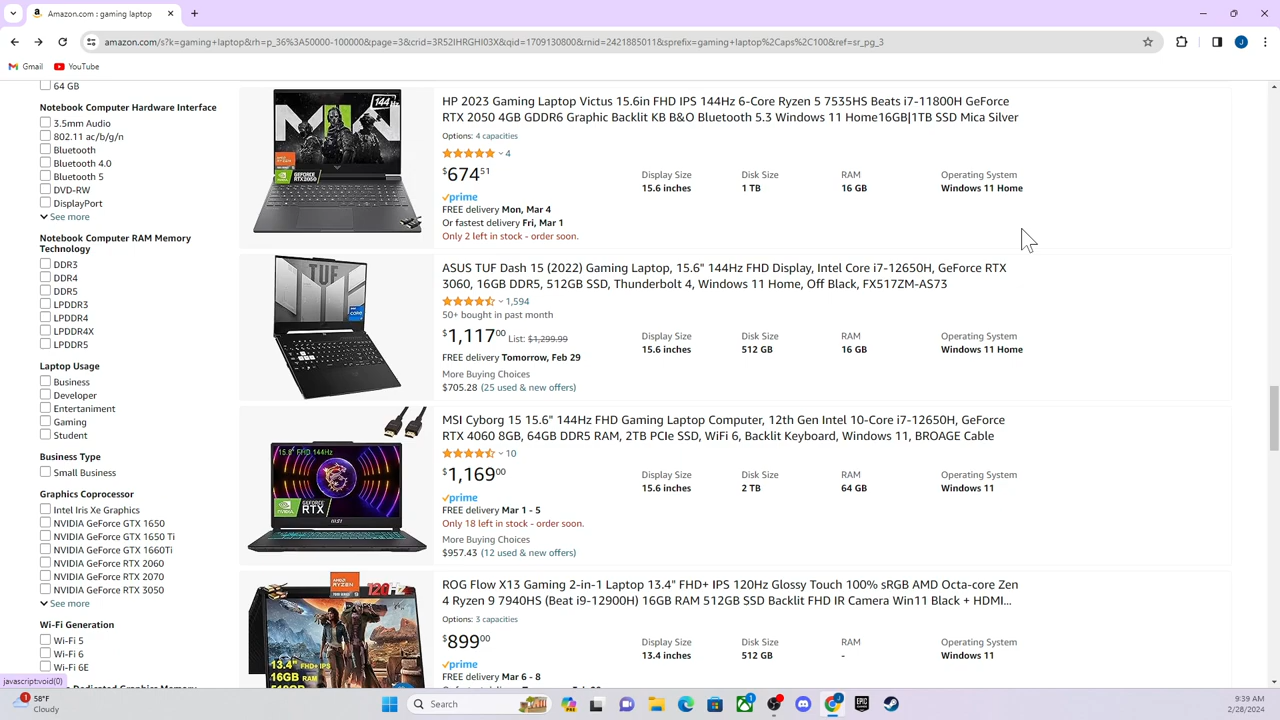 Amazon.com : gaming laptop
amazon.com/s?k=gaming+laptop&rh=p_36%3A50000-100000&page=3&crid=3R52IHRGHI03X&qid=1709130800&rnid=2421885011&sprefix=gaming+laptop%2Caps%2C100&ref=sr_pg_3
J
Gmail
YouTube
64 GB
Notebook Computer Hardware Interface
3.5mm Audio
802.11 ac/b/g/n
Bluetooth
Bluetooth 4.0
Bluetooth 5
DVD-RW
DisplayPort
See more
Notebook Computer RAM Memory
Technology
DDR3
DDR4
DDR5
LPDDR3
LPDDR4
LPDDR4X
LPDDR5
Laptop Usage
Business
Developer
Entertaniment
Gaming
Student
Business Type
Small Business
Graphics Coprocessor
Intel Iris Xe Graphics
NVIDIA GeForce GTX 1650
NVIDIA GeForce GTX 1650 Ti
NVIDIA GeForce GTX 1660Ti
NVIDIA GeForce RTX 2060
NVIDIA GeForce RTX 2070
NVIDIA GeForce RTX 3050
See more
Wi-Fi Generation
Wi-Fi 5
Wi-Fi 6
Wi-Fi 6E
javascript:void(0)
144Hz
HP 2023 Gaming Laptop Victus 15.6in FHD IPS 144Hz 6-Core Ryzen 5 7535HS Beats i7-11800H GeForce
RTX 2050 4GB GDDR6 Graphic Backlit KB B&O Bluetooth 5.3 Windows 11 Home16GB|1TB SSD Mica Silver
Options: 4 capacities
4
$674 51
Display Size Disk Size RAM Operating System
15.6 inches 1 TB 16 GB Windows 11 Home
prime
FREE delivery Mon, Mar 4
Or fastest delivery Fri, Mar 1
Only 2 left in stock - order soon.
TUF
ASUS TUF Dash 15 (2022) Gaming Laptop, 15.6" 144Hz FHD Display, Intel Core i7-12650H, GeForce RTX
3060, 16GB DDR5, 512GB SSD, Thunderbolt 4, Windows 11 Home, Off Black, FX517ZM-AS73
1,594
50+ bought in past month
$1,117 00 List: $1,299.99
Display Size Disk Size RAM Operating System
15.6 inches 512 GB 16 GB Windows 11 Home
FREE delivery Tomorrow, Feb 29
More Buying Choices
$705.28 (25 used & new offers)
15.6" FHD 144Hz
GEFORCE
RTX
NVIDIA
msi
MSI Cyborg 15 15.6" 144Hz FHD Gaming Laptop Computer, 12th Gen Intel 10-Core i7-12650H, GeForce
RTX 4060 8GB, 64GB DDR5 RAM, 2TB PCIe SSD, WiFi 6, Backlit Keyboard, Windows 11, BROAGE Cable
10
$1,169 00
Display Size Disk Size RAM Operating System
15.6 inches 2 TB 64 GB Windows 11
prime
FREE delivery Mar 1 - 5
Only 18 left in stock - order soon.
More Buying Choices
$957.43 (12 used & new offers)
AMD
RYZEN
120Hz
13.4" FHD+ IPS
16GB RAM
ROG Flow X13 Gaming 2-in-1 Laptop 13.4" FHD+ IPS 120Hz Glossy Touch 100% sRGB AMD Octa-core Zen
4 Ryzen 9 7940HS (Beat i9-12900H) 16GB RAM 512GB SSD Backlit FHD IR Camera Win11 Black + HDMI...
Options: 3 capacities
$899 00
Display Size Disk Size RAM Operating System
13.4 inches 512 GB - Windows 11
prime
FREE delivery Mar 6 - 8
1
58°F
Cloudy
Search
EPIC
9:39 AM
2/28/2024